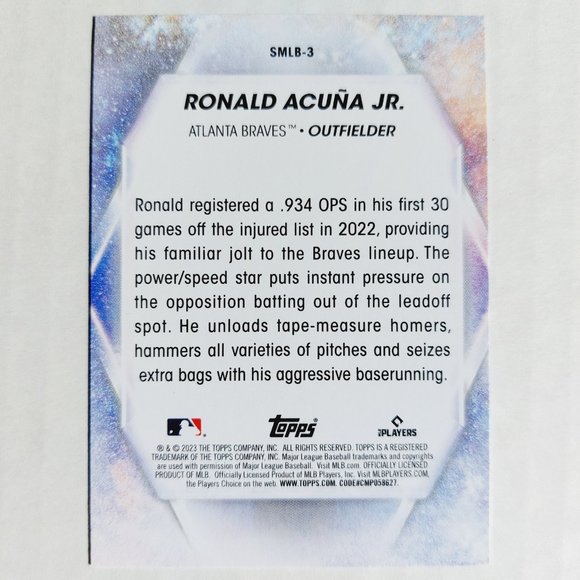 SMLB-3
RONALD ACUÑA JR.
ATLANTA BRAVES™ • OUTFIELDER
Ronald registered a .934 OPS in his first 30
games off the injured list in 2022, providing
his familiar jolt to the Braves lineup. The
power/speed star puts instant pressure on
the opposition batting out of the leadoff
spot. He unloads tape-measure homers,
hammers all varieties of pitches and seizes
extra bags with his aggressive baserunning.
Topps
MLB PLAYERS
® & © 2023 THE TOPPS COMPANY, INC. ALL RIGHTS RESERVED. TOPPS IS A REGISTERED
TRADEMARK OF THE TOPPS COMPANY, INC. Major League Baseball trademarks and copyrights
are used with permission of Major League Baseball. Visit MLB.com. OFFICIALLY LICENSED
PRODUCT OF MLB. Officially Licensed Product of MLB Players, Inc. Visit MLBPLAYERS.COM,
the Players Choice on the web. WWW.TOPPS.COM. CODE#CMP058627.